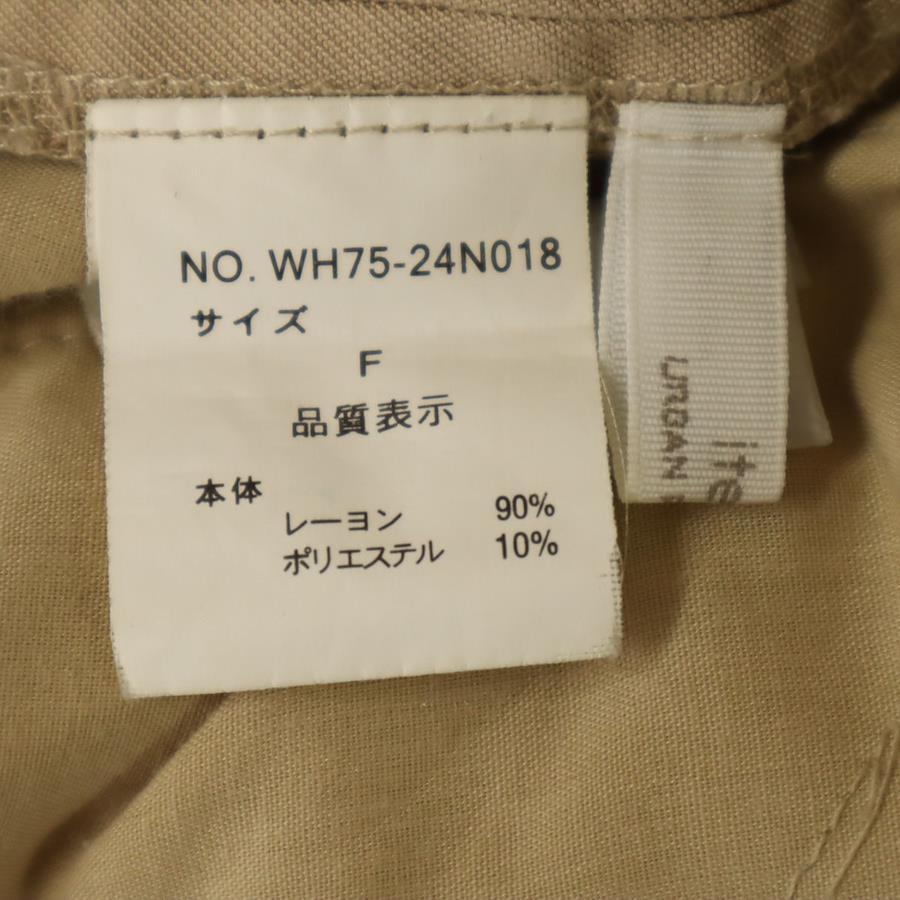 NO. WH75-24N018
サイズ
F
品質表示
本体
レーヨン 90%
ポリエステル 10%
URBAN
ite